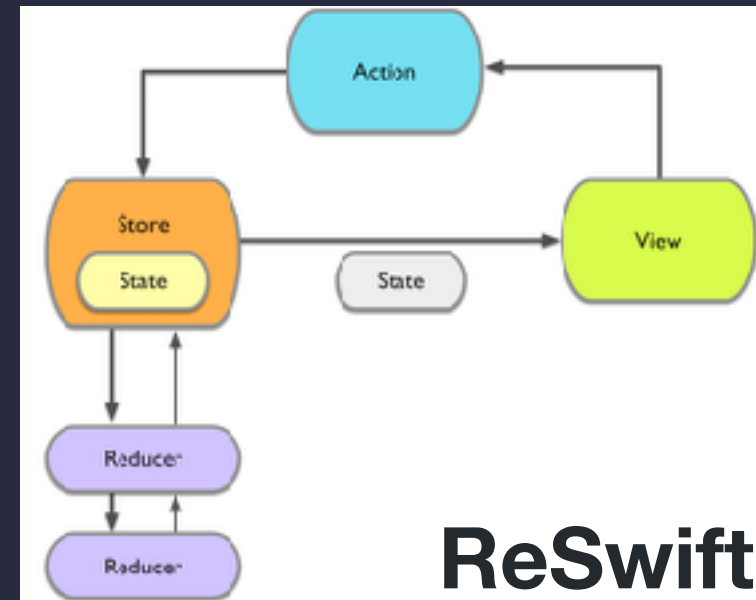 Action
Store
State
State
View
Reducer
Reducer
ReSwift